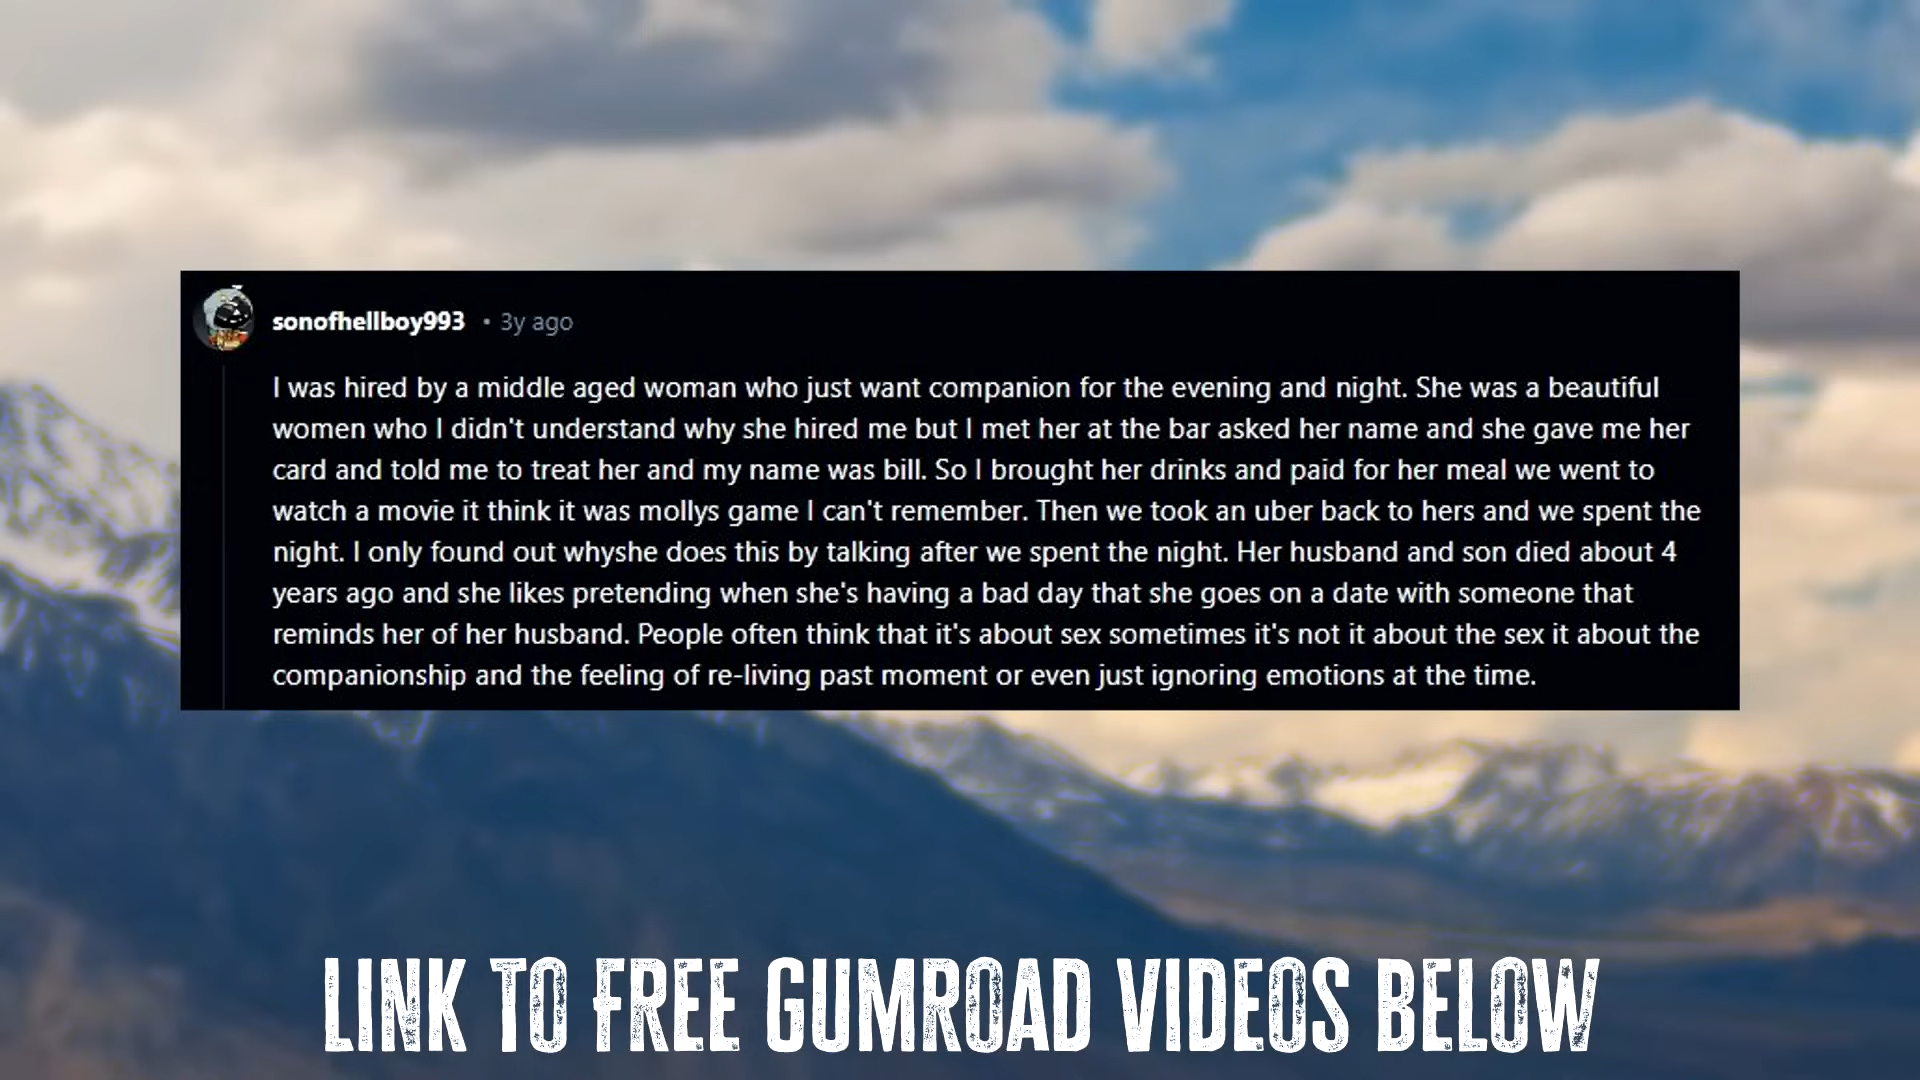 sonofhellboy993 • 3y ago
I was hired by a middle aged woman who just want companion for the evening and night. She was a beautiful
women who I didn't understand why she hired me but I met her at the bar asked her name and she gave me her
card and told me to treat her and my name was bill. So I brought her drinks and paid for her meal we went to
watch a movie it think it was mollys game I can't remember. Then we took an uber back to hers and we spent the
night. I only found out whyshe does this by talking after we spent the night. Her husband and son died about 4
years ago and she likes pretending when she's having a bad day that she goes on a date with someone that
reminds her of her husband. People often think that it's about sex sometimes it's not it about the sex it about the
companionship and the feeling of re-living past moment or even just ignoring emotions at the time.
LINK TO FREE GUMROAD VIDEOS BELOW